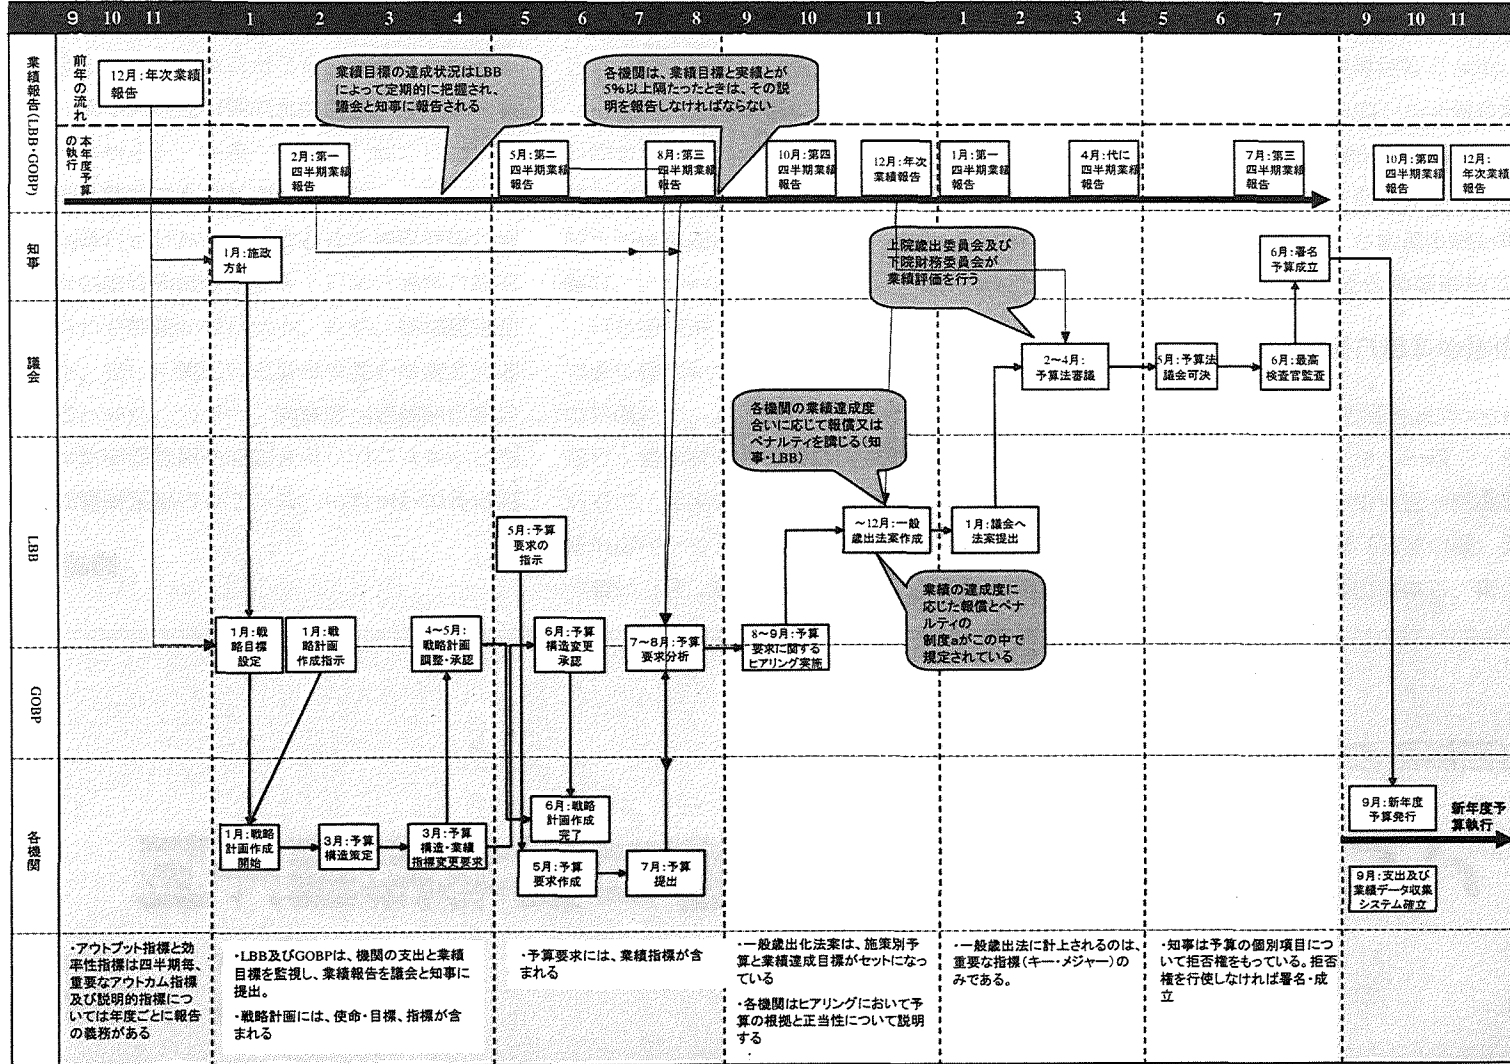 9 10 11 1 2 3 4 5 6 7 8 9 10 11 1 2 3 4 5 6 7 9 10 11
業績報告(LBB・GOBP)
前年の流れ
12月:年次業績
報告
業績目標の達成状況はLBB
によって定期的に把握され、
議会と知事に報告される
各機関は、業績目標と実績とが
5%以上隔たったときは、その説
明を報告しなければならない
本年度予算
の執行
2月:第一
四半期業績
報告
5月:第二
四半期業績
報告
8月:第三
四半期業績
報告
10月:第四
四半期業績
報告
12月:年次
業績報告
1月:第一
四半期業績
報告
4月:代に
四半期業績
報告
7月:第三
四半期業績
報告
10月:第四
四半期業績
報告
12月:
年次業績
報告
知事
1月:施政
方針
上院歳出委員会及び
下院財務委員会が
業績評価を行う
6月:署名
予算成立
議会
2～4月:
予算法審議
5月:予算法
議会可決
6月:最高
検査官監査
各機関の業績達成度
合いに応じて報償又は
ペナルティを講じる(知
事・LBB)
LBB
5月:予算
要求の
指示
～12月:一般
歳出法案作成
1月:議会へ
法案提出
業績の達成度に
応じた報償とペナ
ルティの
制度aがこの中で
規定されている
1月:戦
略目標
設定
1月:戦
略計画
作成指示
4～5月:
戦略計画
調整・承認
6月:予算
構造変更
承認
7～8月:予算
要求分析
8～9月:予算
要求に関する
ヒアリング実施
GOBP
各機関
1月:戦略
計画作成
開始
3月:予算
構造策定
3月:予算
構造・業績
指標変更要求
6月:戦略
計画作成
完了
5月:予算
要求作成
7月:予算
提出
9月:新年度
予算発行
新年度予
算執行
9月:支出及び
業績データ収集
システム確立
・アウトプット指標と効
率性指標は四半期毎、
重要なアウトカム指標
及び説明的指標につ
いては年度ごとに報告
の義務がある
・LBB及びGOBPは、機関の支出と業績
目標を監視し、業績報告を議会と知事に
提出。
・戦略計画には、使命・目標、指標が含
まれる
・予算要求には、業績指標が含
まれる
・一般歳出化法案は、施策別予
算と業績達成目標がセットになっ
ている
・各機関はヒアリングにおいて予
算の根拠と正当性について説明
する
・一般歳出法に計上されるのは、
重要な指標(キー・メジャー)の
みである。
・知事は予算の個別項目につ
いて拒否権をもっている。拒否
権を行使しなければ署名・成
立